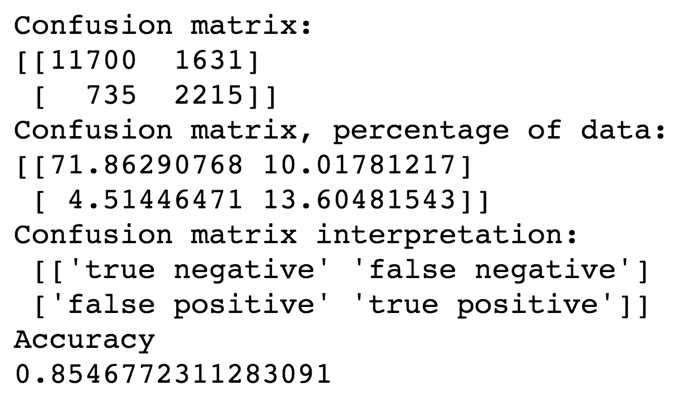 Confusion matrix:
[[11700  1631]
 [  735  2215]]
Confusion matrix, percentage of data:
[[71.86290768 10.01781217]
 [ 4.51446471 13.60481543]]
Confusion matrix interpretation:
 [['true negative' 'false negative']
 ['false positive' 'true positive']]
Accuracy
0.8546772311283091